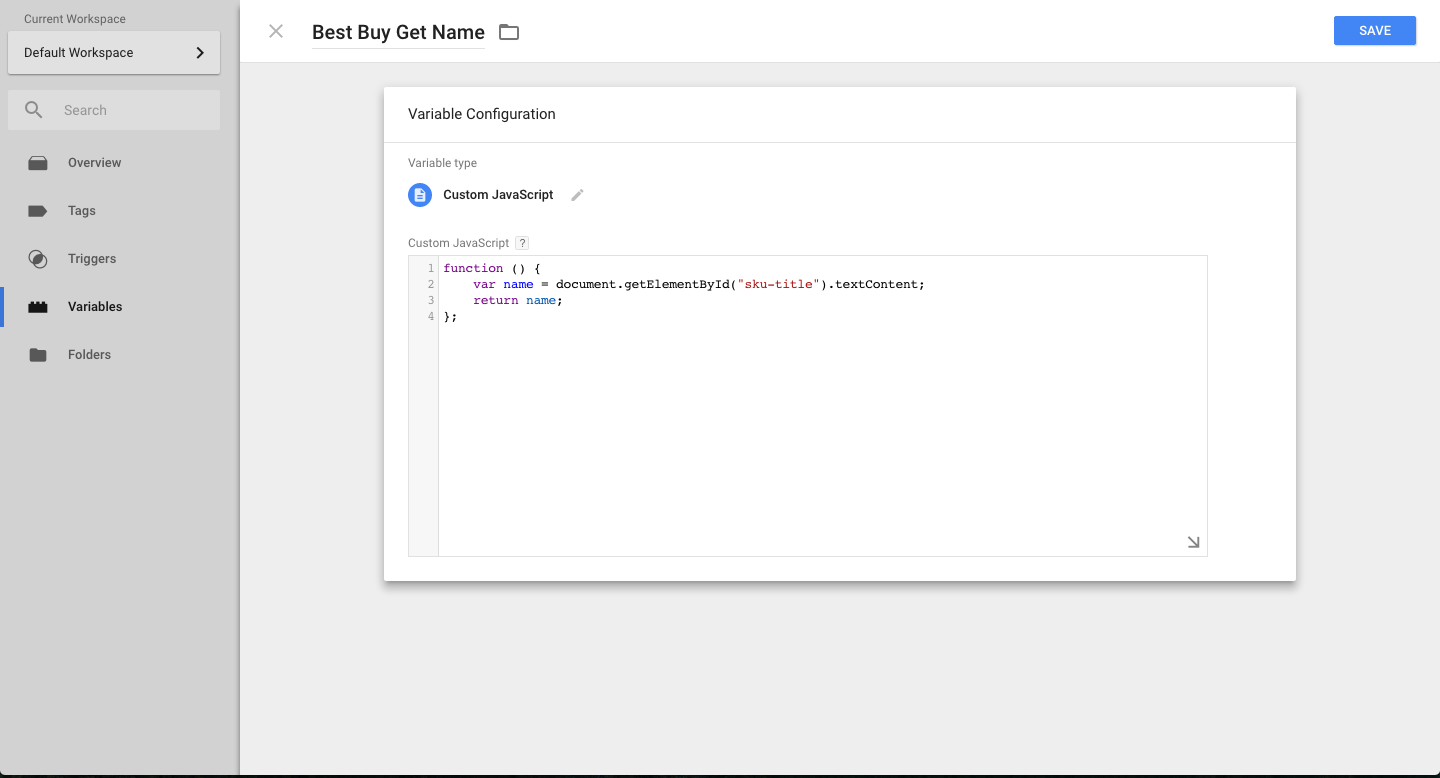 Current Workspace
Default Workspace
Search
Overview
Tags
Triggers
Variables
Folders
Best Buy Get Name
SAVE
Variable Configuration
Variable type
Custom JavaScript
Custom JavaScript ?
1 function () {
2     var name = document.getElementById("sku-title").textContent;
3     return name;
4 };